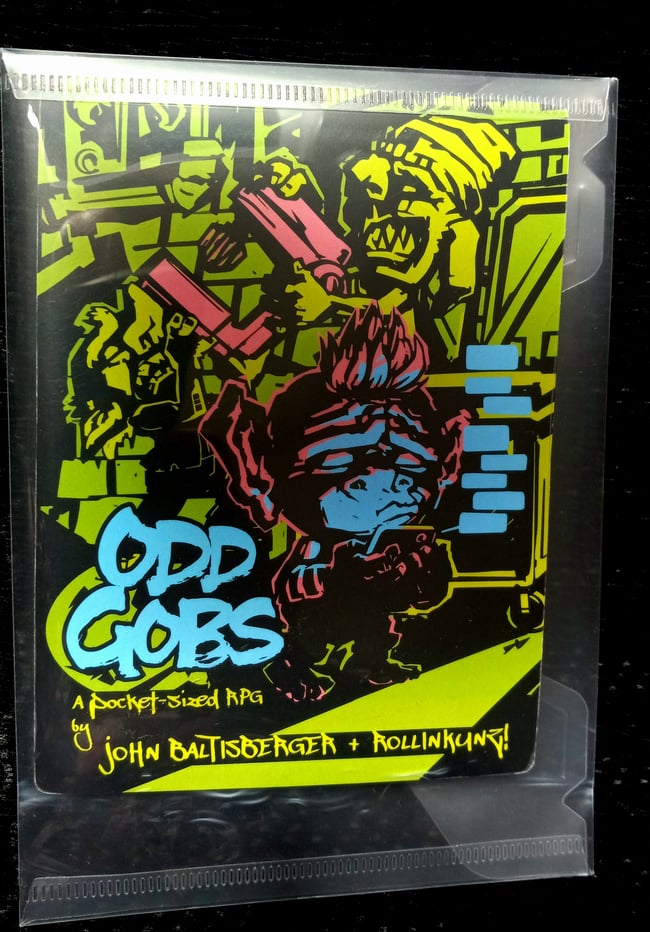 ODD
GOBS
A pocket-sized RPG
by
JOHN BALTISBERGER + ROLLINKUNZ!